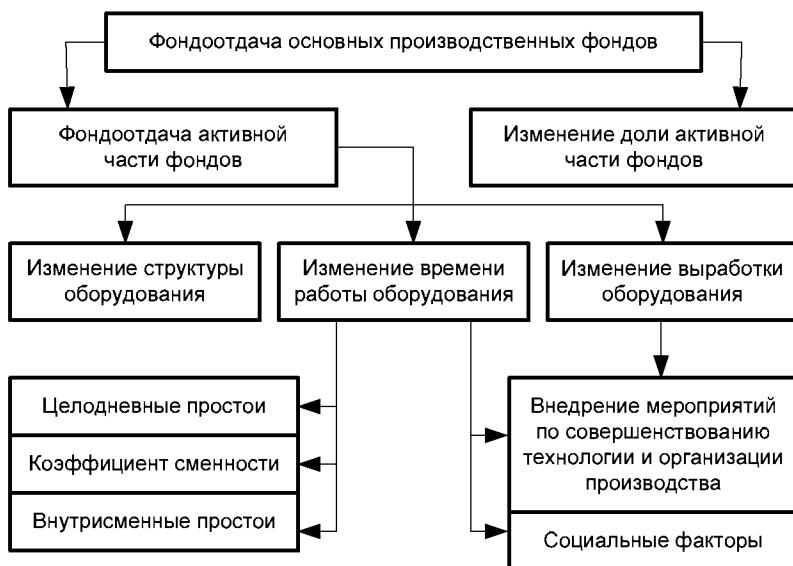 Фондоотдача основных производственных фондов
Фондоотдача активной
части фондов
Изменение доли активной
части фондов
Изменение структуры
оборудования
Изменение времени
работы оборудования
Изменение выработки
оборудования
Целодневные простои
Коэффициент сменности
Внутрисменные простои
Внедрение мероприятий
по совершенствованию
технологии и организации
производства
Социальные факторы